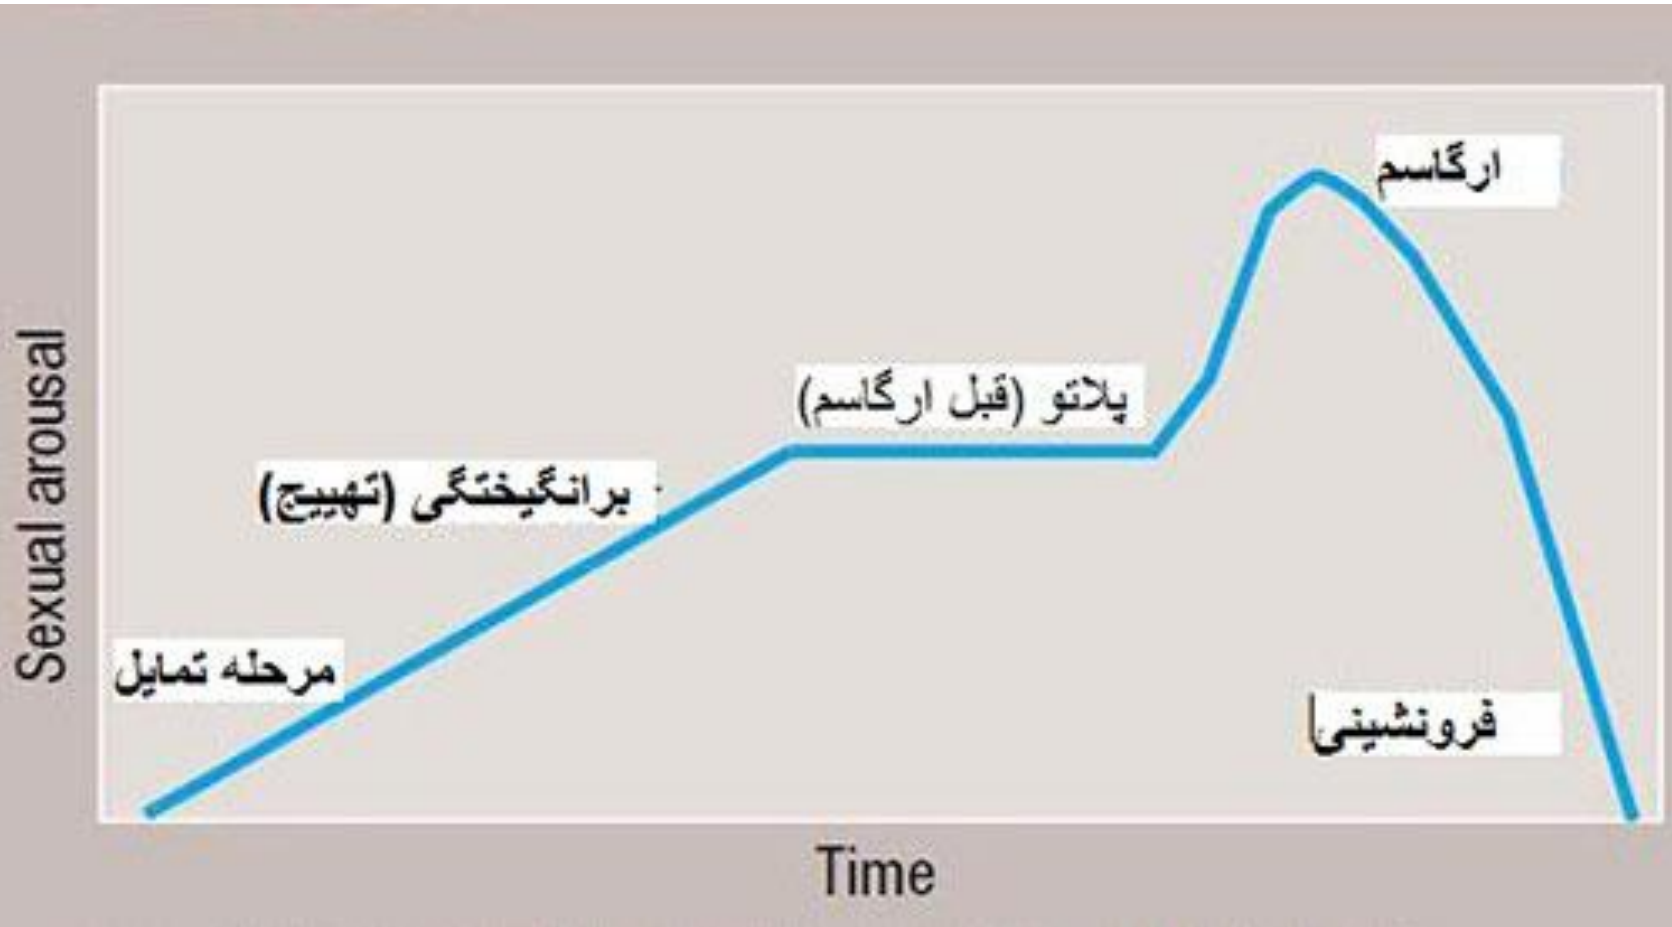 ارگاسم
پلاتو (قبل ارگاسم)
برانگیختگی (تهییج)
مرحله تمایل
فرونشینی
Sexual arousal
Time